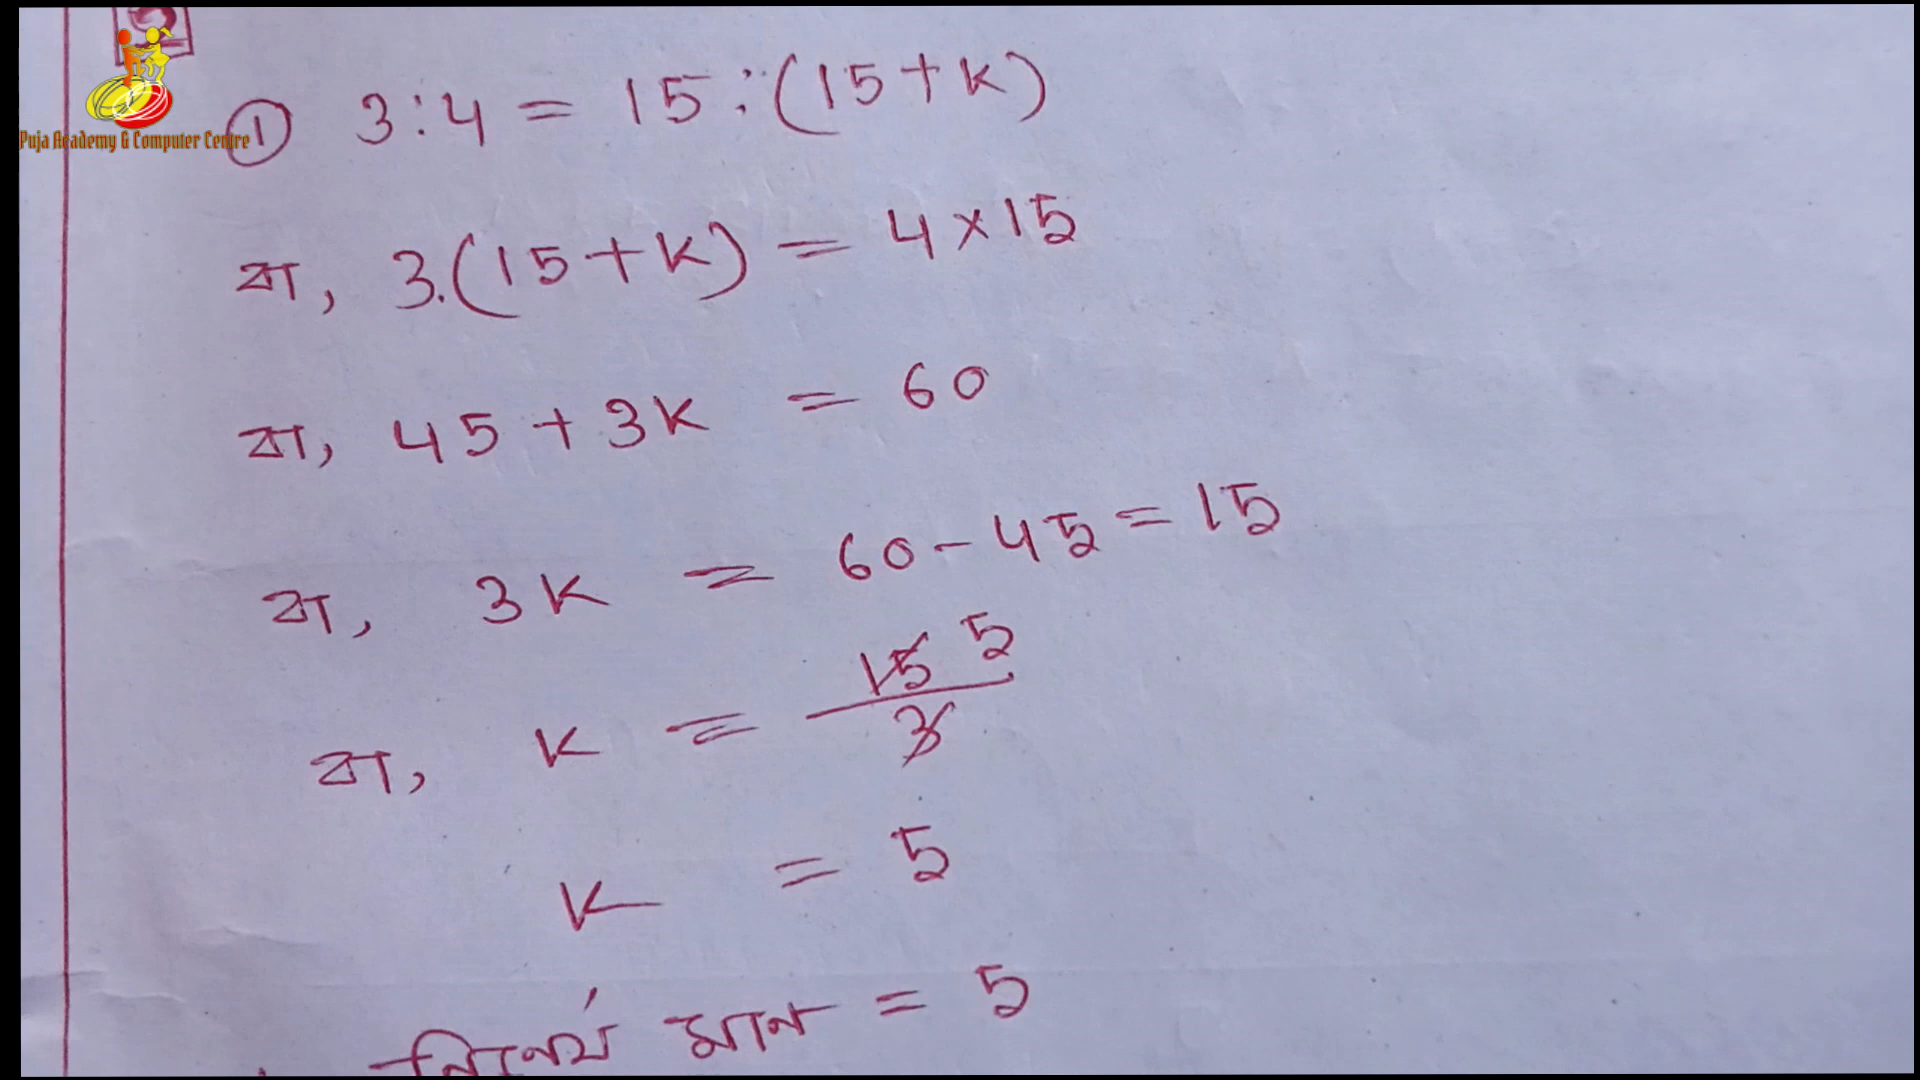 Puja Academy & Computer Centre
① 3:4 = 15:(15+K)
বা, 3.(15+K) = 4×15
বা, 45+3K = 60
বা, 3K = 60-45=15
বা, K = 15/3 5
K = 5
নির্ণেয় মান = 5